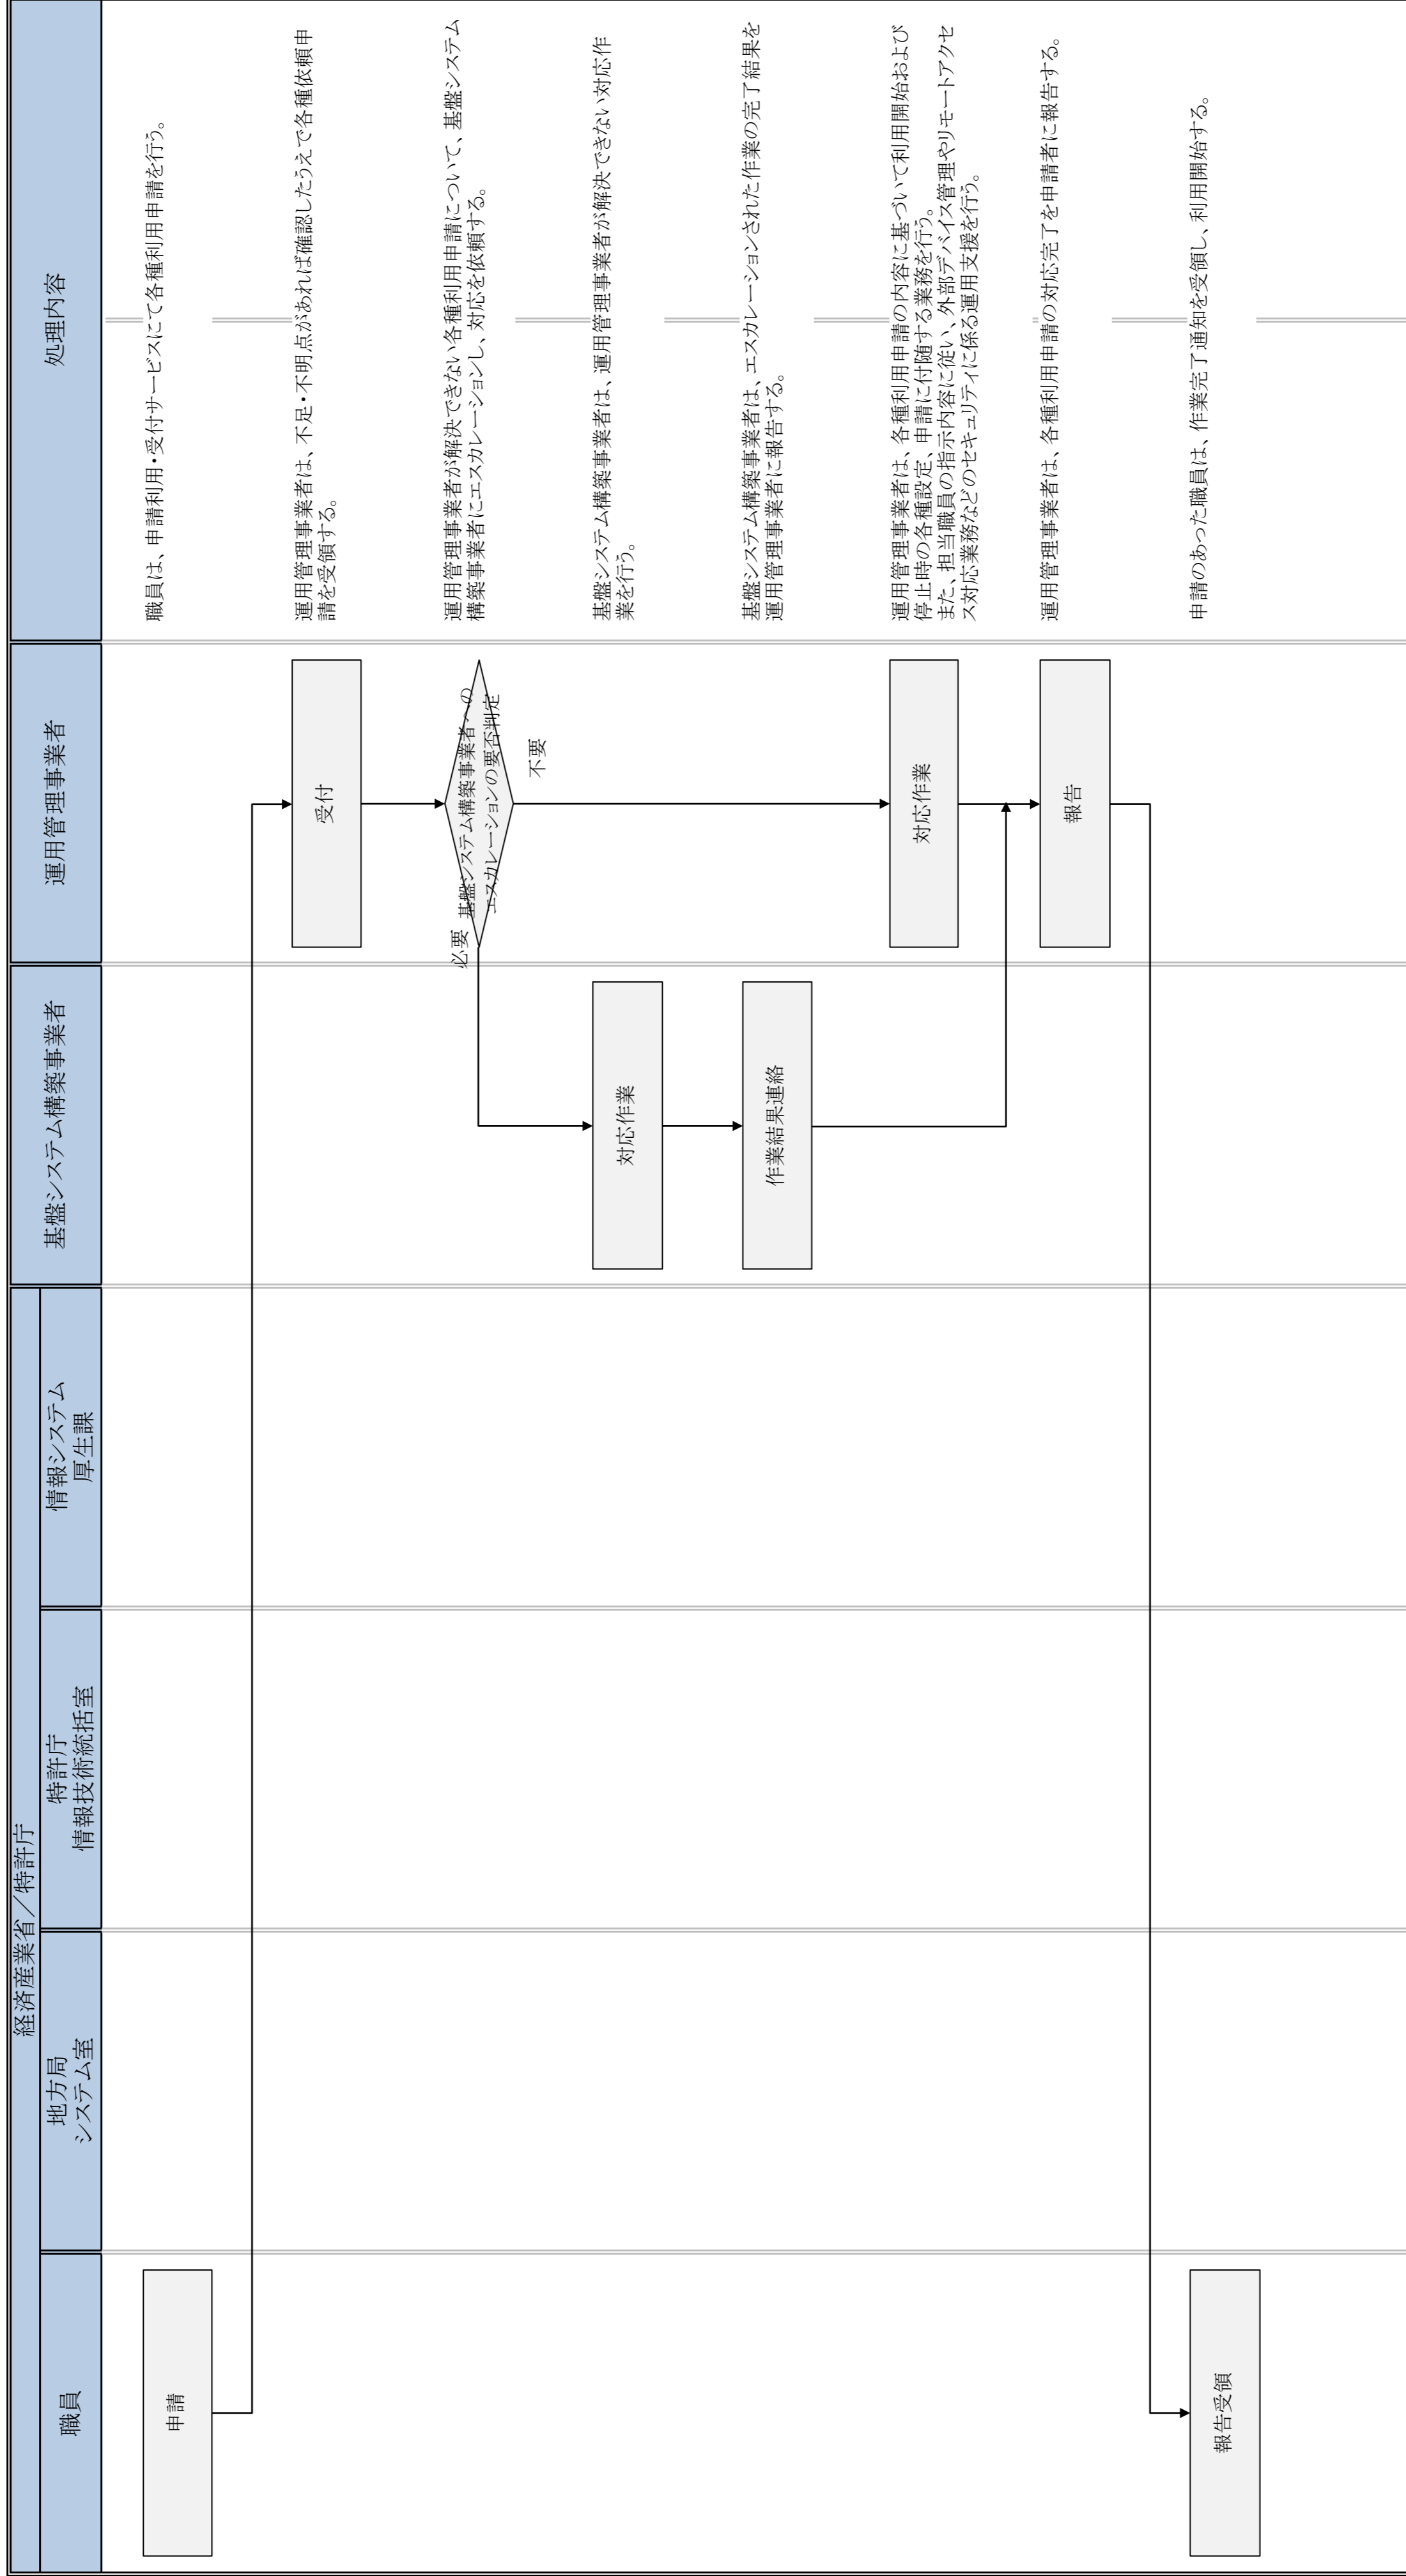 経済産業省／特許庁
職員
地方局
システム室
特許庁
情報技術統括室
情報システム
厚生課
基盤システム構築事業者
運用管理事業者
処理内容
申請
職員は、申請利用・受付サービスにて各種利用申請を行う。
受付
運用管理事業者は、不足・不明点があれば確認したうえで各種依頼申
請を受領する。
必要
基盤システム構築事業者への
エスカレーションの要否判定
不要
運用管理事業者が解決できない各種利用申請について、基盤システム
構築事業者にエスカレーションし、対応を依頼する。
対応作業
基盤システム構築事業者は、運用管理事業者が解決できない対応作
業を行う。
作業結果連絡
基盤システム構築事業者は、エスカレーションされた作業の完了結果を
運用管理事業者に報告する。
対応作業
運用管理事業者は、各種利用申請の内容に基づいて利用開始および
停止時の各種設定、申請に付随する業務を行う。
また、担当職員の指示内容に従い、外部デバイス管理やリモートアクセ
ス対応業務などのセキュリティに係る運用支援を行う。
報告
運用管理事業者は、各種利用申請の対応完了を申請者に報告する。
報告受領
申請のあった職員は、作業完了通知を受領し、利用開始する。